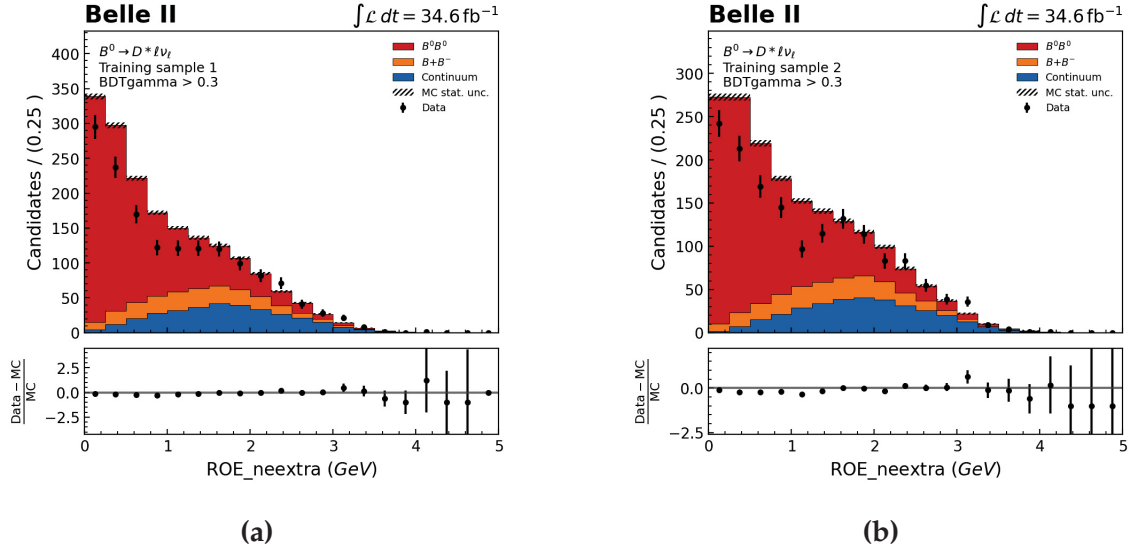 Belle II
∫ℒ dt = 34.6 fb⁻¹
B⁰ → D*ℓν_ℓ
Training sample 1
BDTgamma > 0.3
B⁰B⁰
B+B⁻
Continuum
MC stat. unc.
Data
Candidates / (0.25 )
400
350
300
250
200
150
100
50
0
Data − MC
MC
2.5
0.0
−2.5
0 1 2 3 4 5
ROE_neextra (GeV)
(a)
Belle II
∫ℒ dt = 34.6 fb⁻¹
B⁰ → D*ℓν_ℓ
Training sample 2
BDTgamma > 0.3
B⁰B⁰
B+B⁻
Continuum
MC stat. unc.
Data
Candidates / (0.25 )
300
250
200
150
100
50
0
Data − MC
MC
0.0
−2.5
0 1 2 3 4 5
ROE_neextra (GeV)
(b)